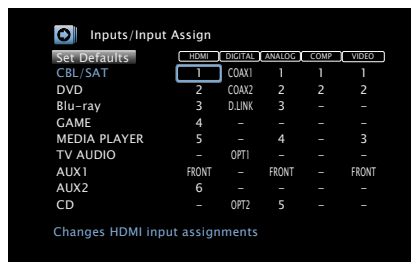 Inputs/Input Assign
Set Defaults HDMI DIGITAL ANALOG COMP VIDEO
CBL/SAT 1 COAX1 1 1 1
DVD 2 COAX2 2 2 2
Blu-ray 3 D.LINK 3 – –
GAME 4 – – – –
MEDIA PLAYER 5 – 4 – 3
TV AUDIO – OPT1 – – –
AUX1 FRONT – FRONT – FRONT
AUX2 6 – – – –
CD – OPT2 5 – –
Changes HDMI input assignments